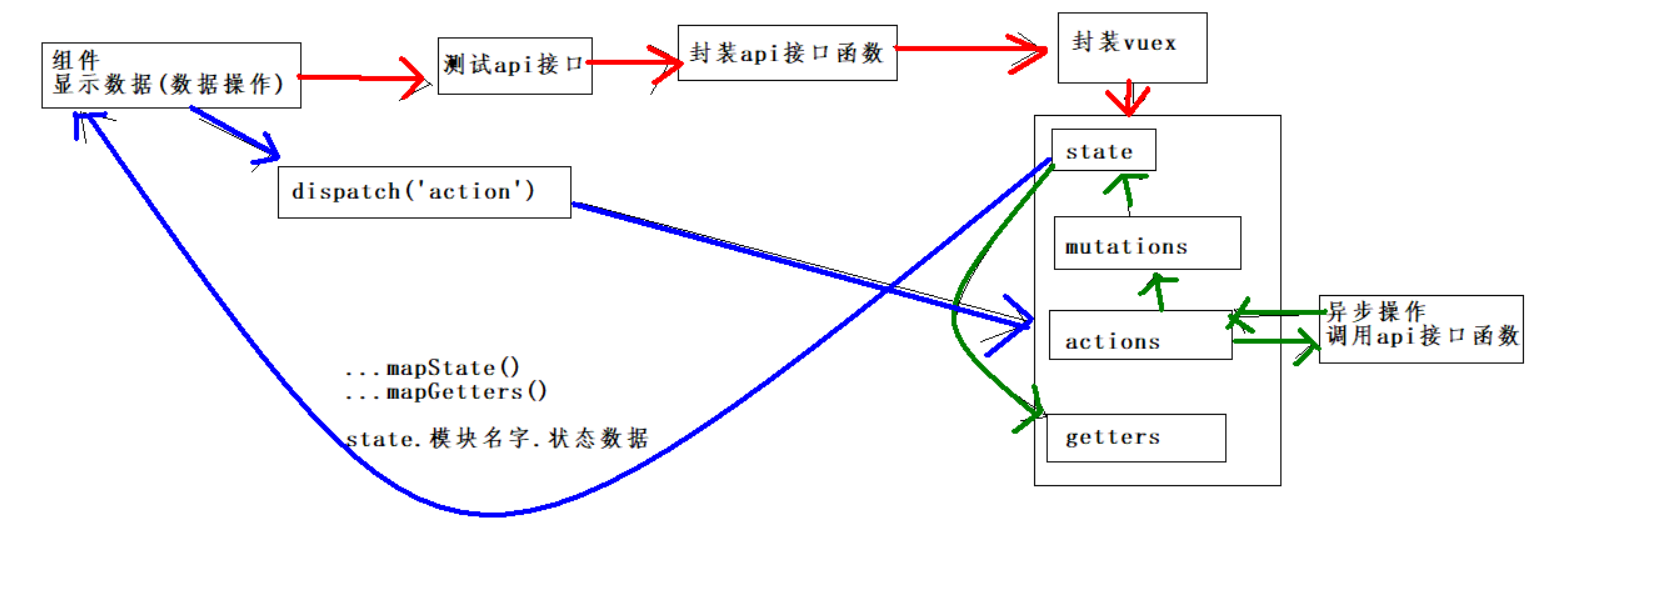 组件
显示数据(数据操作)
测试api接口
封装api接口函数
封装vuex
state
dispatch('action')
mutations
异步操作
调用api接口函数
actions
...mapState()
...mapGetters()
state.模块名字.状态数据
getters